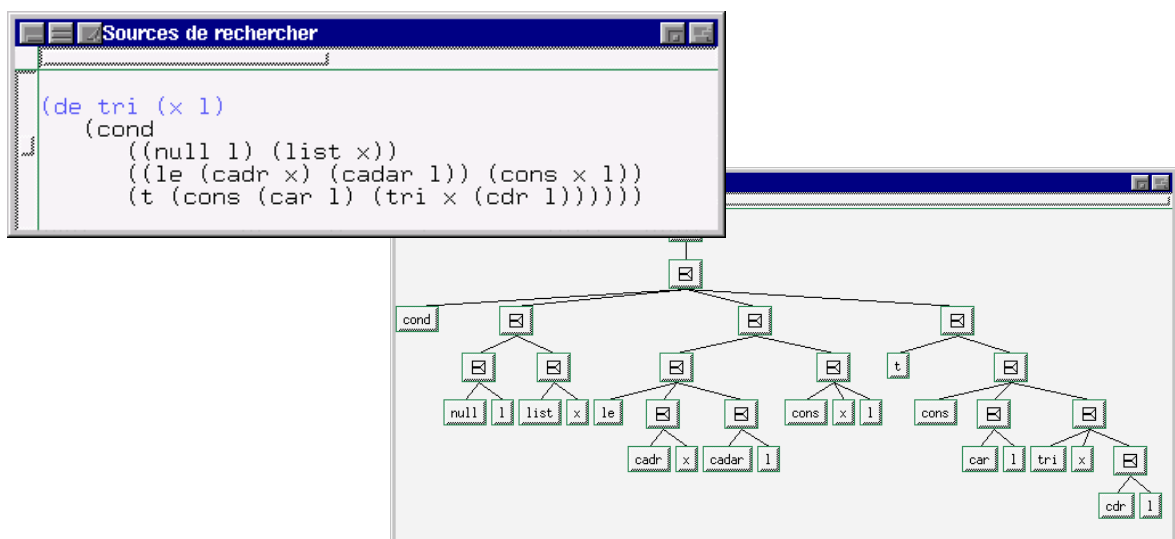 Sources de rechercher
(de tri (x l)
(cond
((null l) (list x))
((le (cadr x) (cadar l)) (cons x l))
(t (cons (car l) (tri x (cdr l))))))
cond
t
null l list x le cons x l cons
cadr x cadar l car l tri x
cdr l